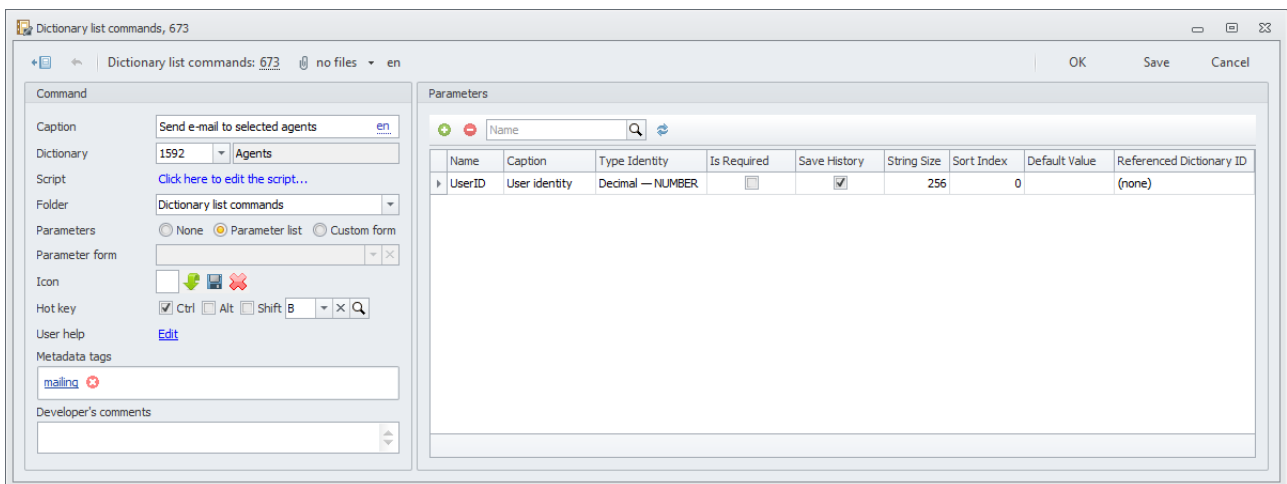 Dictionary list commands, 673
Dictionary list commands: 673 no files en OK Save Cancel
Command
Caption Send e-mail to selected agents en
Dictionary 1592 Agents
Script Click here to edit the script...
Folder Dictionary list commands
Parameters None Parameter list Custom form
Parameter form
Icon
Hot key Ctrl Alt Shift B
User help Edit
Metadata tags
mailing
Developer's comments
Parameters
Name
Name Caption Type Identity Is Required Save History String Size Sort Index Default Value Referenced Dictionary ID
UserID User identity Decimal — NUMBER 256 0 (none)